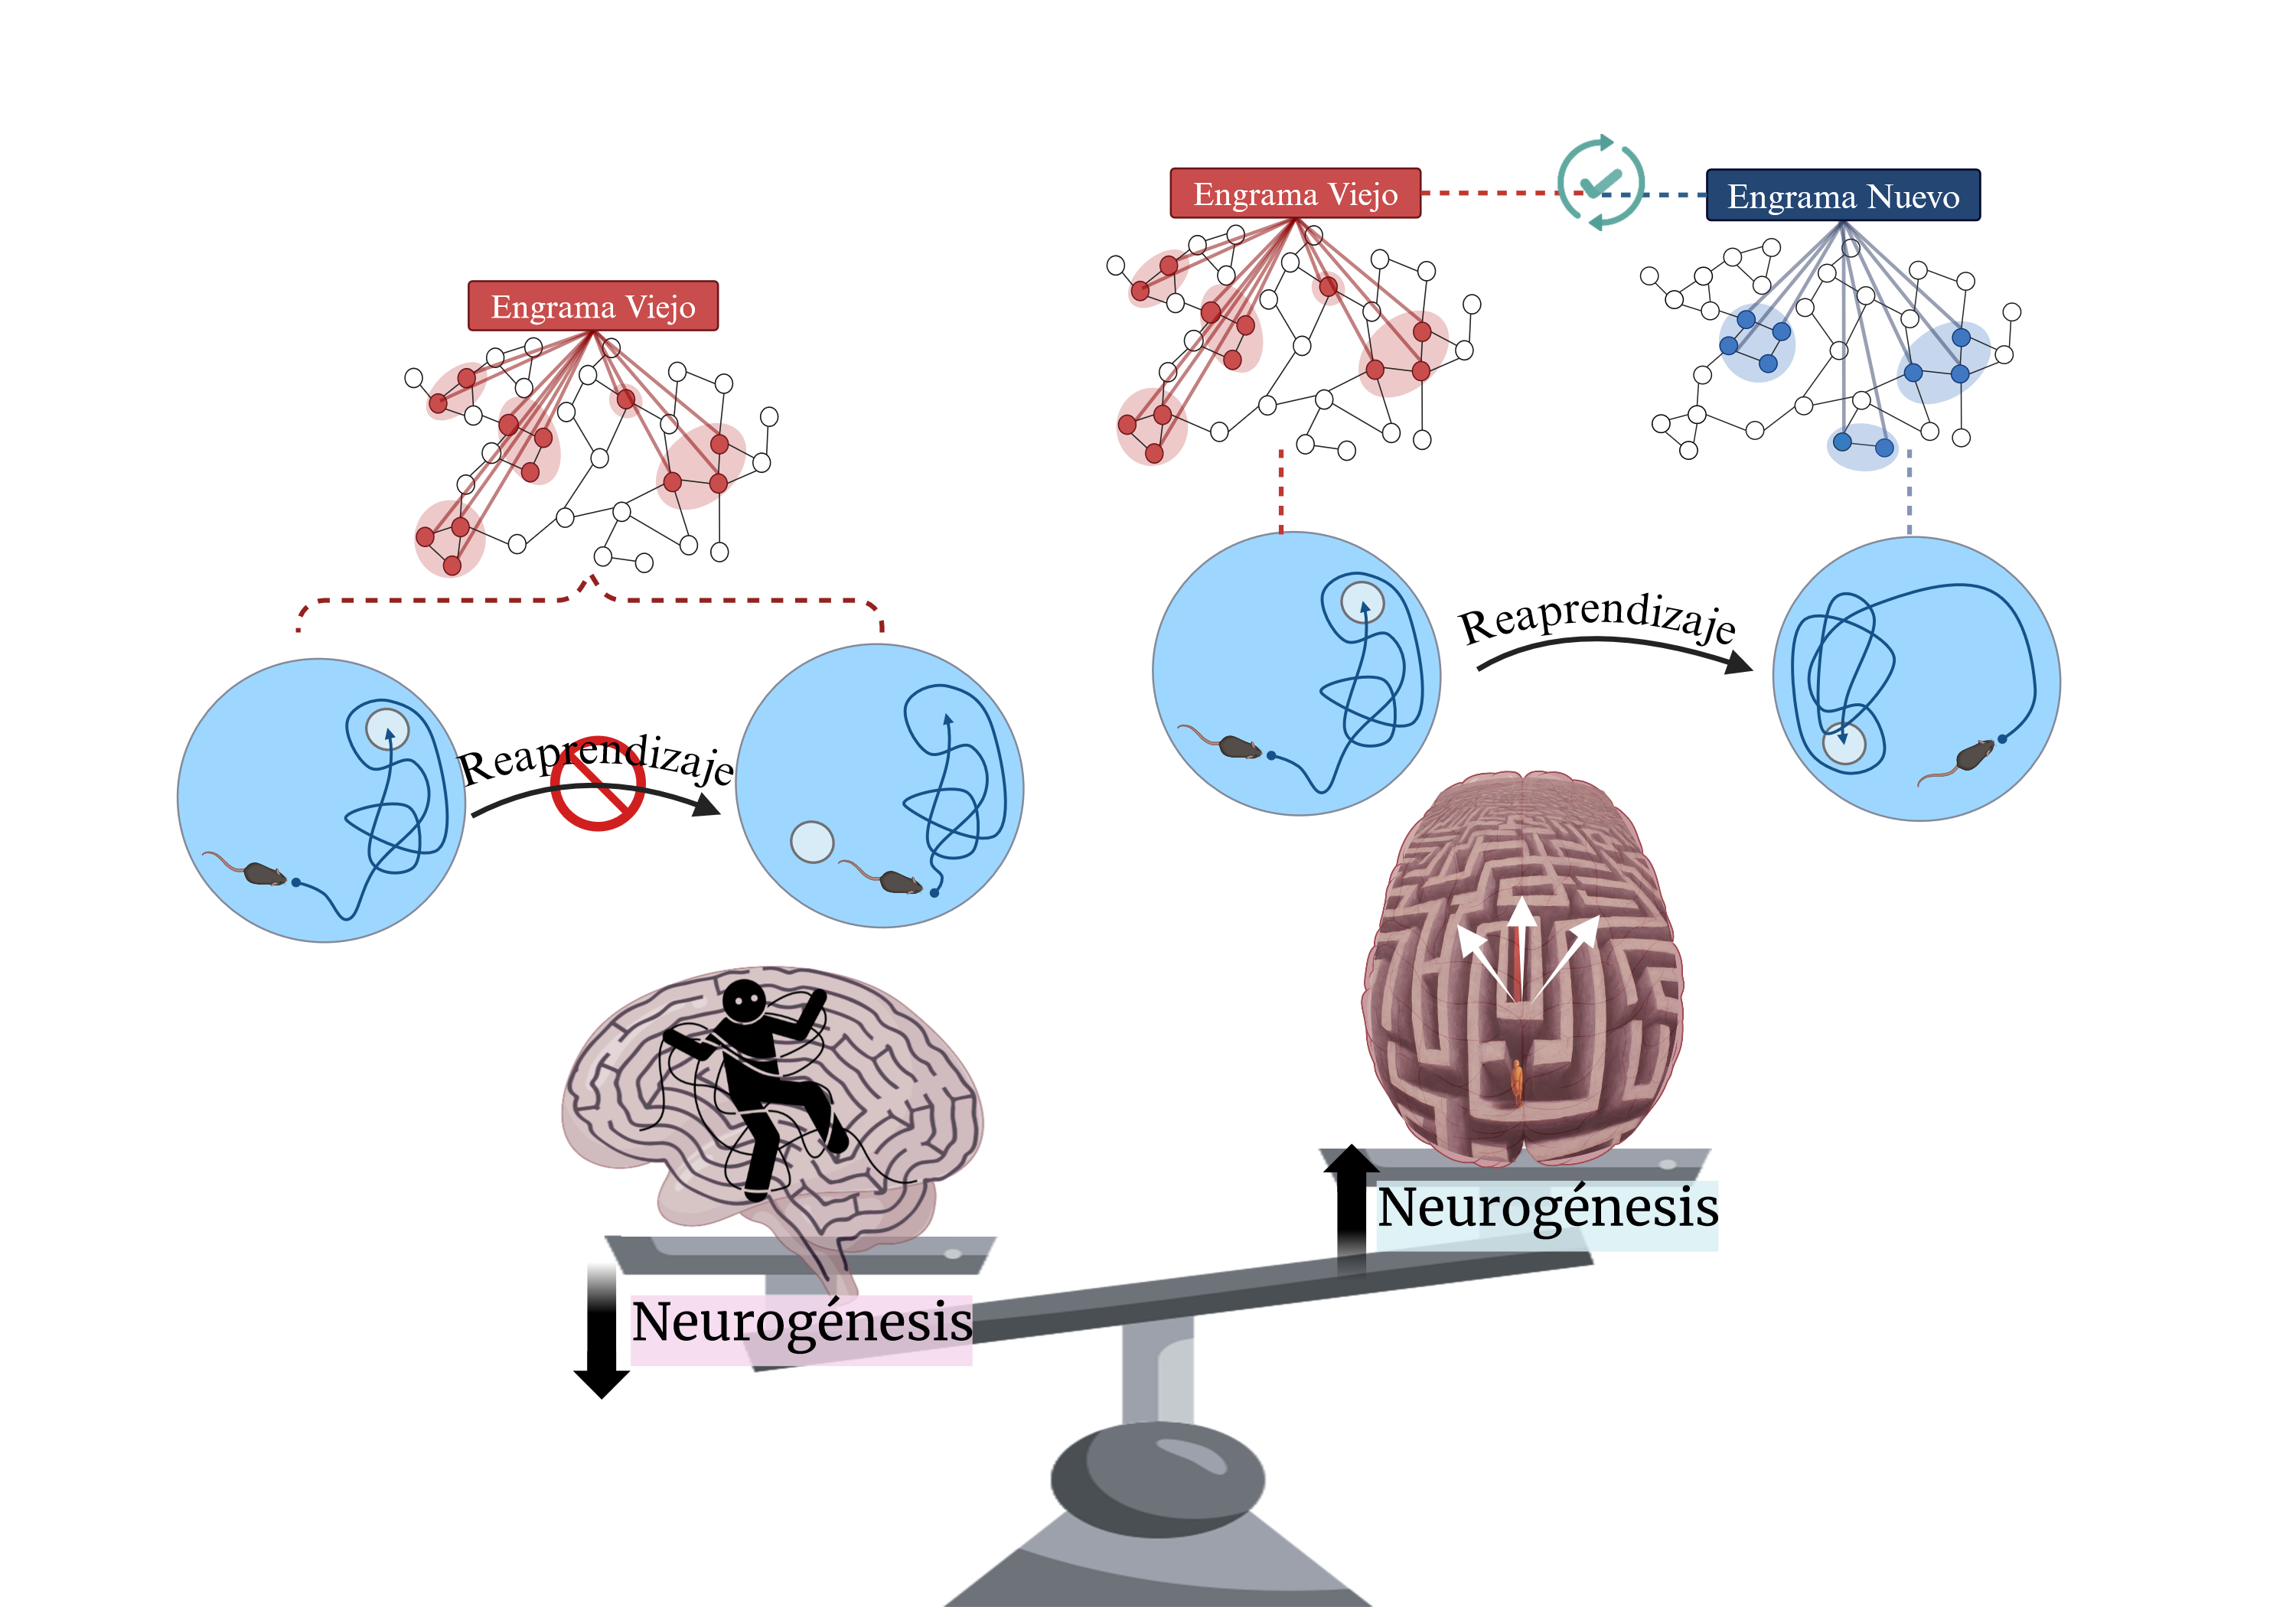 Engrama Viejo
Engrama Nuevo
Engrama Viejo
Reaprendizaje
Reaprendizaje
Neurogénesis
Neurogénesis